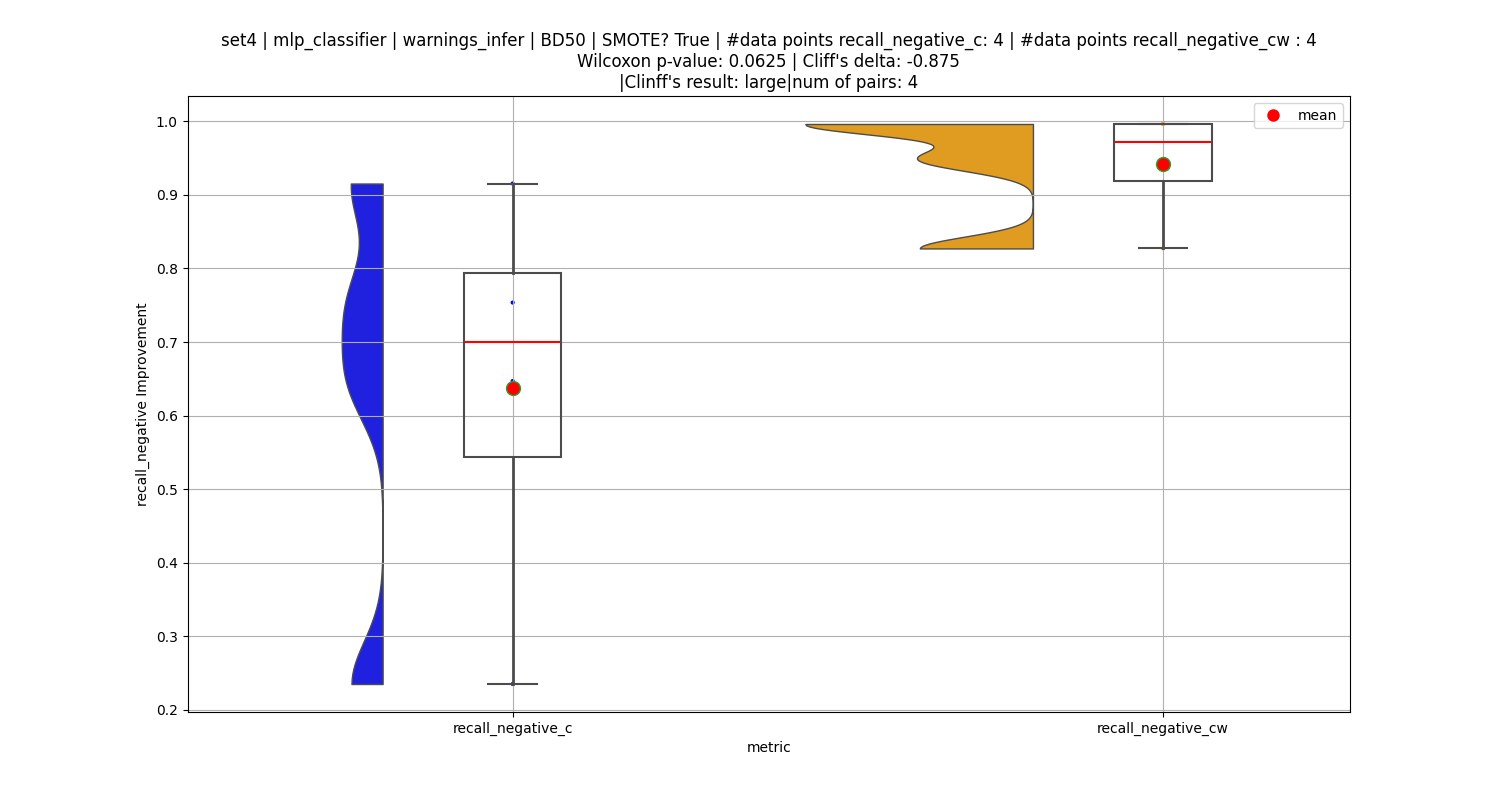 set4 | mlp_classifier | warnings_infer | BD50 | SMOTE? True | #data points recall_negative_c: 4 | #data points recall_negative_cw : 4
Wilcoxon p-value: 0.0625 | Cliff's delta: -0.875
|Clinff's result: large|num of pairs: 4
mean
1.0
0.9
0.8
0.7
0.6
0.5
0.4
0.3
0.2
recall_negative Improvement
recall_negative_c
recall_negative_cw
metric